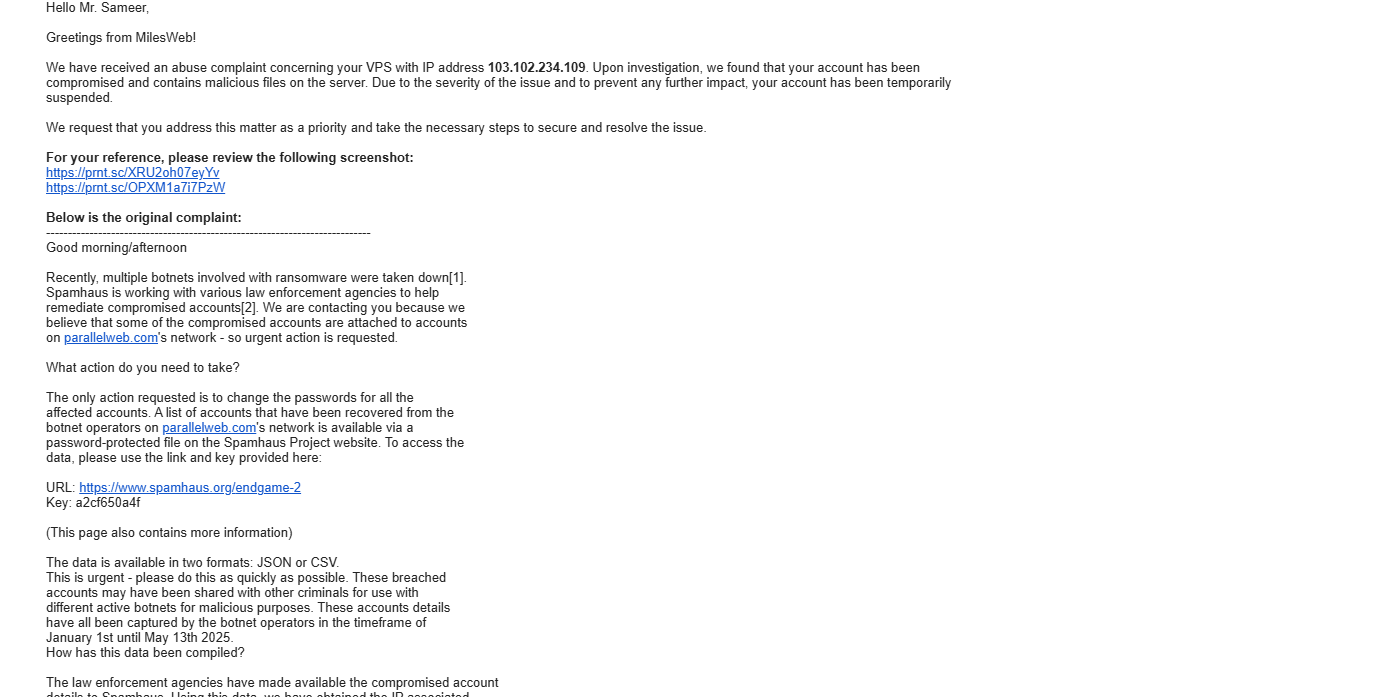 Hello Mr. Sameer,
Greetings from MilesWeb!
We have received an abuse complaint concerning your VPS with IP address 103.102.234.109. Upon investigation, we found that your account has been
compromised and contains malicious files on the server. Due to the severity of the issue and to prevent any further impact, your account has been temporarily
suspended.
We request that you address this matter as a priority and take the necessary steps to secure and resolve the issue.
For your reference, please review the following screenshot:
https://prnt.sc/XRU2oh07eyYv
https://prnt.sc/OPXM1a7i7PzW
Below is the original complaint:
---------------------------------------------------------------------------
Good morning/afternoon
Recently, multiple botnets involved with ransomware were taken down[1].
Spamhaus is working with various law enforcement agencies to help
remediate compromised accounts[2]. We are contacting you because we
believe that some of the compromised accounts are attached to accounts
on parallelweb.com's network - so urgent action is requested.
What action do you need to take?
The only action requested is to change the passwords for all the
affected accounts. A list of accounts that have been recovered from the
botnet operators on parallelweb.com's network is available via a
password-protected file on the Spamhaus Project website. To access the
data, please use the link and key provided here:
URL: https://www.spamhaus.org/endgame-2
Key: a2cf650a4f
(This page also contains more information)
The data is available in two formats: JSON or CSV.
This is urgent - please do this as quickly as possible. These breached
accounts may have been shared with other criminals for use with
different active botnets for malicious purposes. These accounts details
have all been captured by the botnet operators in the timeframe of
January 1st until May 13th 2025.
How has this data been compiled?
The law enforcement agencies have made available the compromised account
details to Spamhaus. Using this data, we have obtained the IP associated